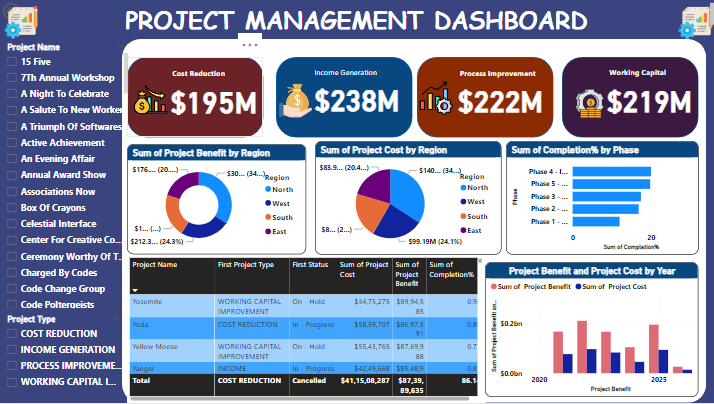 PROJECT MANAGEMENT DASHBOARD
Project Name
15 Five
7Th Annual Workshop
A Night To Celebrate
A Salute To New Worker
A Triumph Of Softwares
Active Achievement
An Evening Affair
Annual Award Show
Associations Now
Box Of Crayons
Celestial Interface
Center For Creative Co...
Ceremony Worthy Of T...
Charged By Codes
Code Change Group
Code Poltergeists
Project Type
COST REDUCTION
INCOME GENERATION
PROCESS IMPROVEME...
WORKING CAPITAL I...
Cost Reduction
$195M
Income Generation
$238M
Process Improvement
$222M
Working Capital
$219M
Sum of Project Benefit by Region
$176.... (20....)
$30... (34...)
$1... (...)
$212.3... (24.3%)
Region
North
West
South
East
Sum of Project Cost by Region
$83.9... (20.4...)
$140... (34...)
$8... (2...)
$99.19M (24.1%)
Region
North
West
South
East
Sum of Completion% by Phase
Phase
Phase 4 - I...
Phase 5 - ...
Phase 3 - ...
Phase 2 - ...
Phase 1 - ...
0 20
Sum of Completion%
Project Name First Project Type First Status Sum of Project Cost Sum of Project Benefit Sum of Completion%
Yosemite WORKING CAPITAL IMPROVEMENT On - Hold $34,75,275 $89,94,585 0.9
Yoda COST REDUCTION In - Progress $58,39,707 $86,97,391 0.8
Yellow Moose WORKING CAPITAL IMPROVEMENT On - Hold $55,43,765 $87,69,988 0.7
Yaeger INCOME In - Progress $42,49,668 $85,48,9 0.8
Total COST REDUCTION Cancelled $41,15,08,287 $87,39,89,635 86.1
Project Benefit and Project Cost by Year
Sum of Project Benefit Sum of Project Cost
Sum of Project Benefit an...
$0.2bn
$0.0bn
2020 2025
Project Benefit